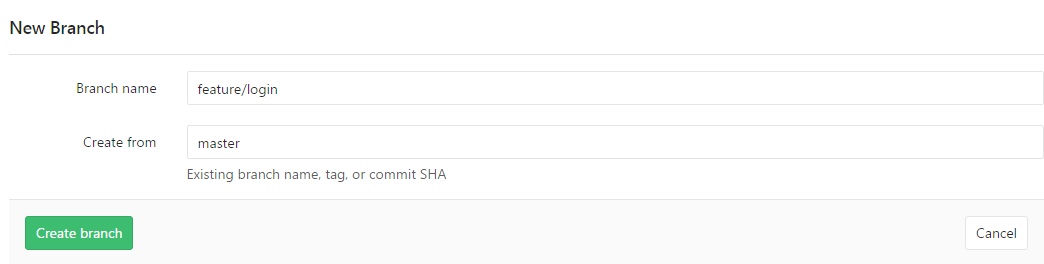 New Branch
Branch name feature/login
Create from master
Existing branch name, tag, or commit SHA
Create branch Cancel